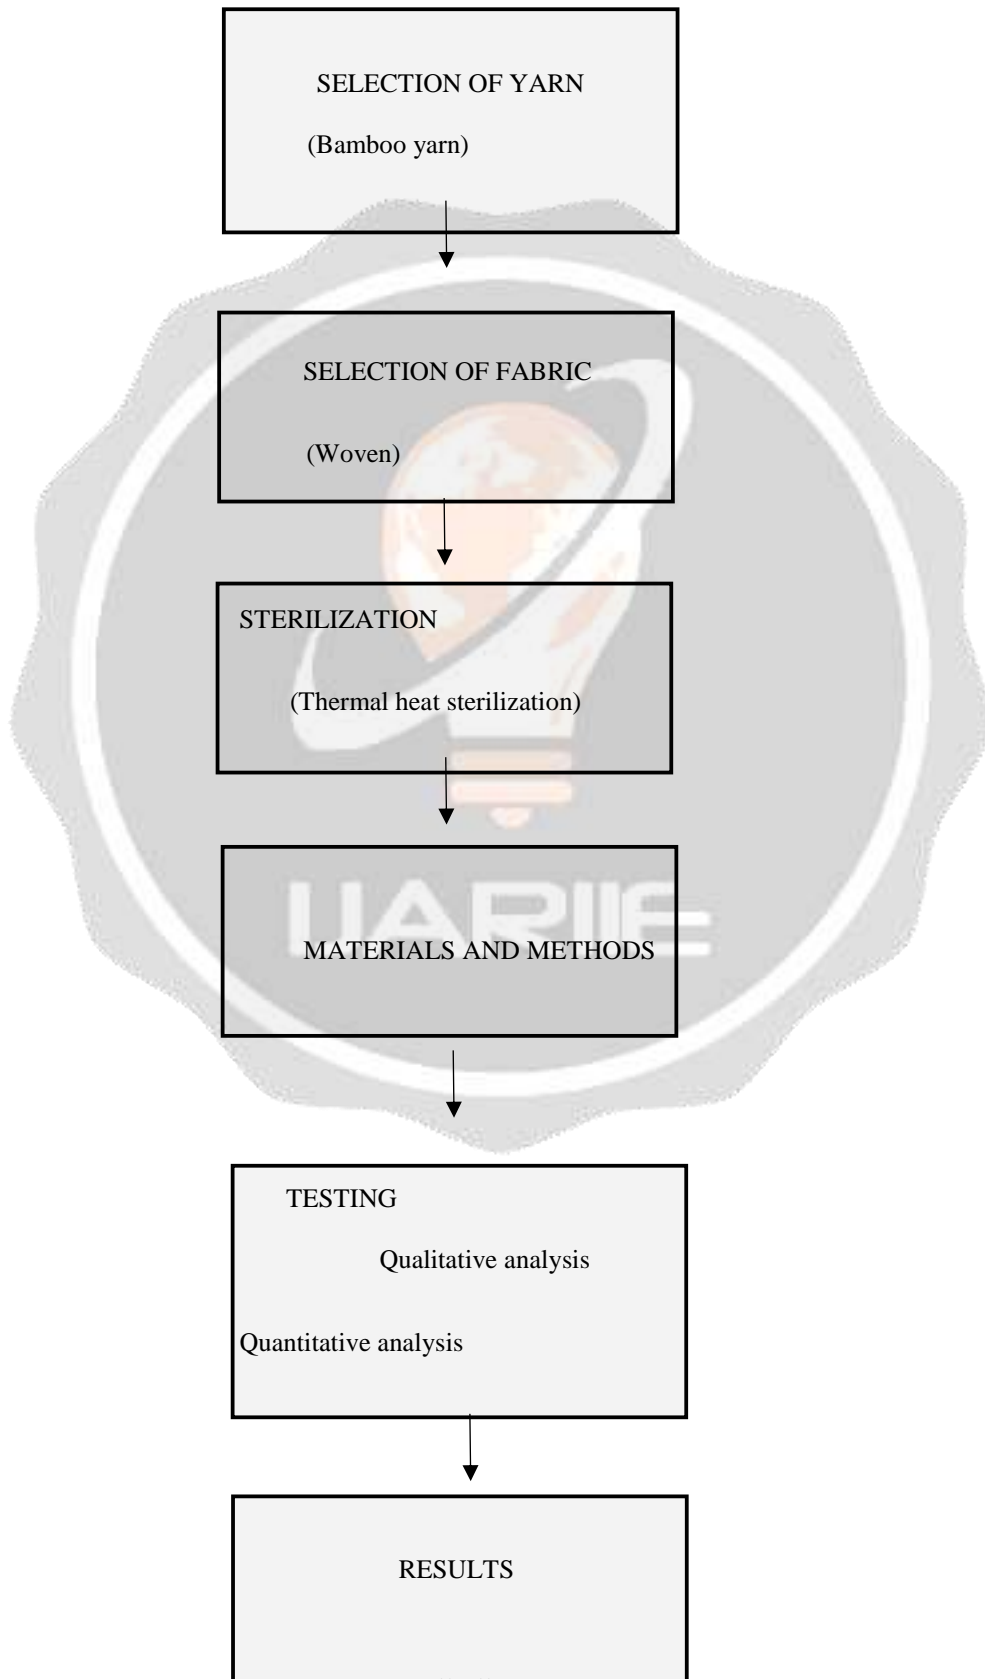 SELECTION OF YARN
(Bamboo yarn)
SELECTION OF FABRIC
(Woven)
STERILIZATION
(Thermal heat sterilization)
IJARIIE
MATERIALS AND METHODS
TESTING
Qualitative analysis
Quantitative analysis
RESULTS